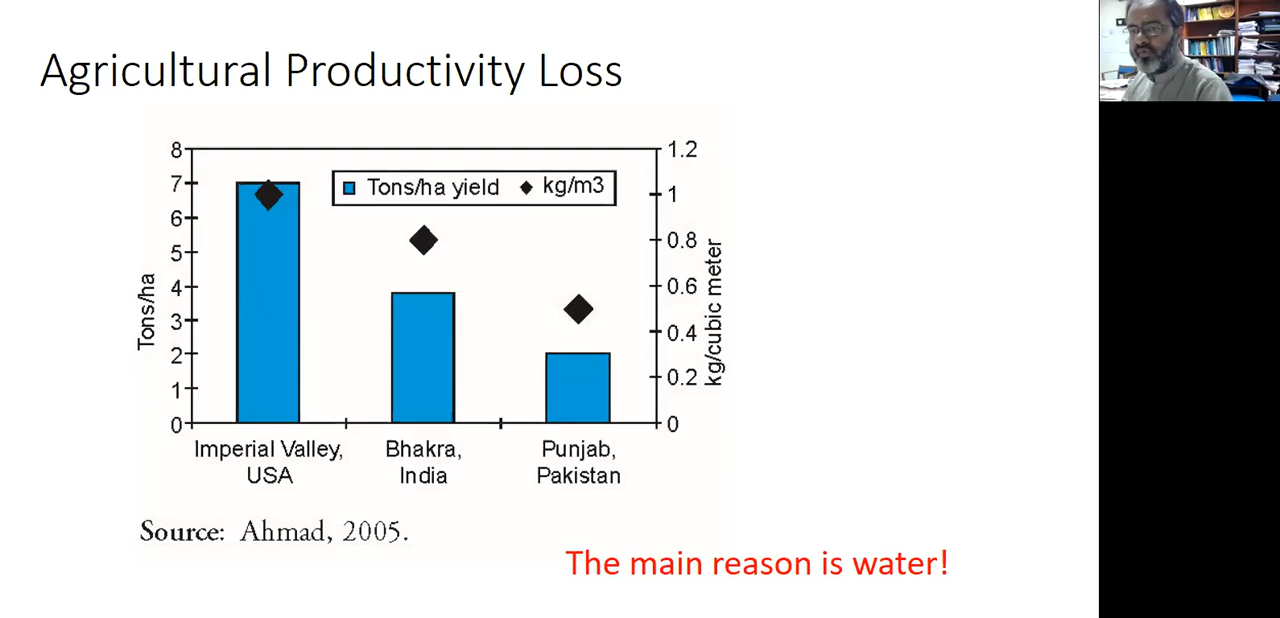 Agricultural Productivity Loss
8
7
6
5
4
3
2
1
0
Tons/ha
Tons/ha yield kg/m3
1.2
1
0.8
0.6
0.4
0.2
0
kg/cubic meter
Imperial Valley,
USA
Bhakra,
India
Punjab,
Pakistan
Source: Ahmad, 2005.
The main reason is water!